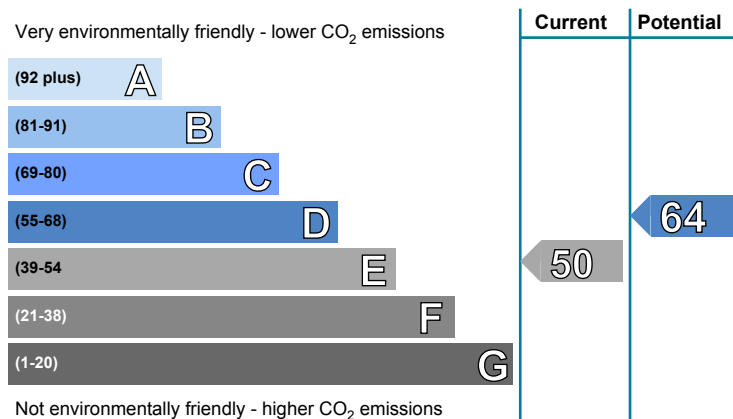 Very environmentally friendly - lower CO2 emissions
Current
Potential
(92 plus) A
(81-91) B
(69-80) C
(55-68) D
64
(39-54 E
50
(21-38) F
(1-20) G
Not environmentally friendly - higher CO2 emissions